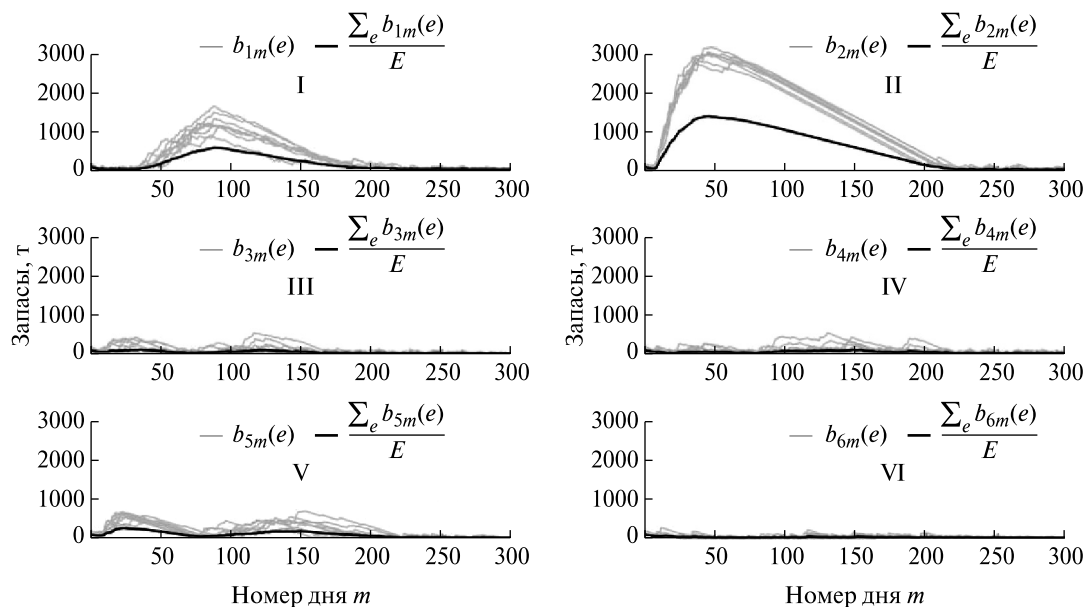 b₁ₘ(e) ∑ₑ b₁ₘ(e) / E
I
3000
2000
1000
0
50 100 150 200 250 300
b₂ₘ(e) ∑ₑ b₂ₘ(e) / E
II
3000
2000
1000
0
50 100 150 200 250 300
Запасы, т
b₃ₘ(e) ∑ₑ b₃ₘ(e) / E
III
3000
2000
1000
0
50 100 150 200 250 300
Запасы, т
b₄ₘ(e) ∑ₑ b₄ₘ(e) / E
IV
3000
2000
1000
0
50 100 150 200 250 300
b₅ₘ(e) ∑ₑ b₅ₘ(e) / E
V
3000
2000
1000
0
50 100 150 200 250 300
Номер дня m
b₆ₘ(e) ∑ₑ b₆ₘ(e) / E
VI
3000
2000
1000
0
50 100 150 200 250 300
Номер дня m